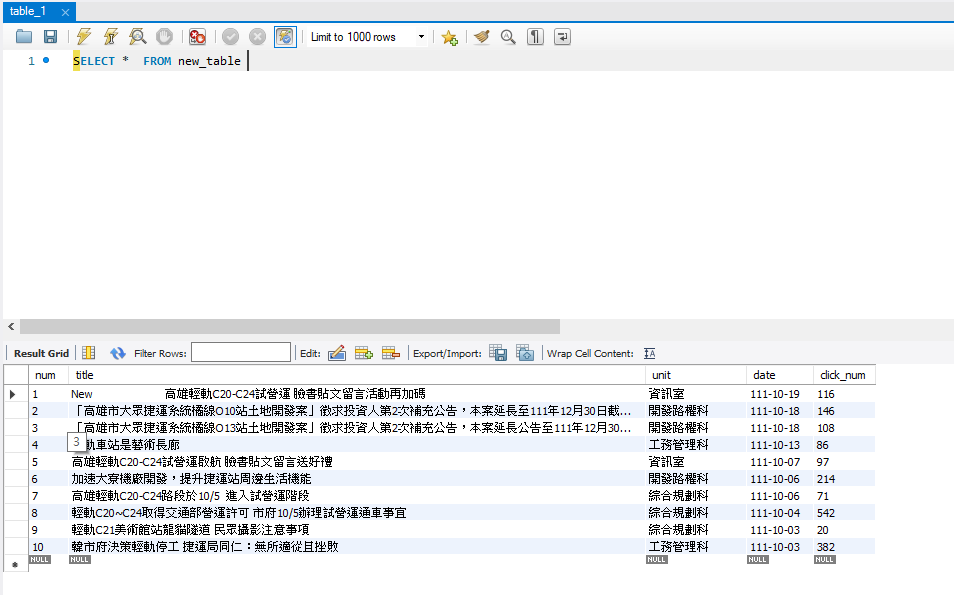 table_1
Limit to 1000 rows
1 SELECT * FROM new_table
Result Grid Filter Rows: Edit: Export/Import: Wrap Cell Content:
num title unit date click_num
1 New 高雄輕軌C20-C24試營運 臉書貼文留言活動再加碼 資訊室 111-10-19 116
2 「高雄市大眾捷運系統橘線O10站土地開發案」徵求投資人第2次補充公告，本案延長至111年12月30日截... 開發路權科 111-10-18 146
3 「高雄市大眾捷運系統橘線O13站土地開發案」徵求投資人第2次補充公告，本案延長公告至111年12月30... 開發路權科 111-10-18 108
4 軌車站是藝術長廊 工務管理科 111-10-13 86
3
5 高雄輕軌C20-C24試營運啟航 臉書貼文留言送好禮 資訊室 111-10-07 97
6 加速大寮機廠開發，提升捷運站周邊生活機能 開發路權科 111-10-06 214
7 高雄輕軌C20-C24路段於10/5 進入試營運階段 綜合規劃科 111-10-06 71
8 輕軌C20~C24取得交通部營運許可 市府10/5辦理試營運通車事宜 綜合規劃科 111-10-04 542
9 輕軌C21美術館站龍貓隧道 民眾攝影注意事項 綜合規劃科 111-10-03 20
10 韓市府決策輕軌停工 捷運局同仁：無所適從且挫敗 工務管理科 111-10-03 382
NULL NULL NULL NULL NULL